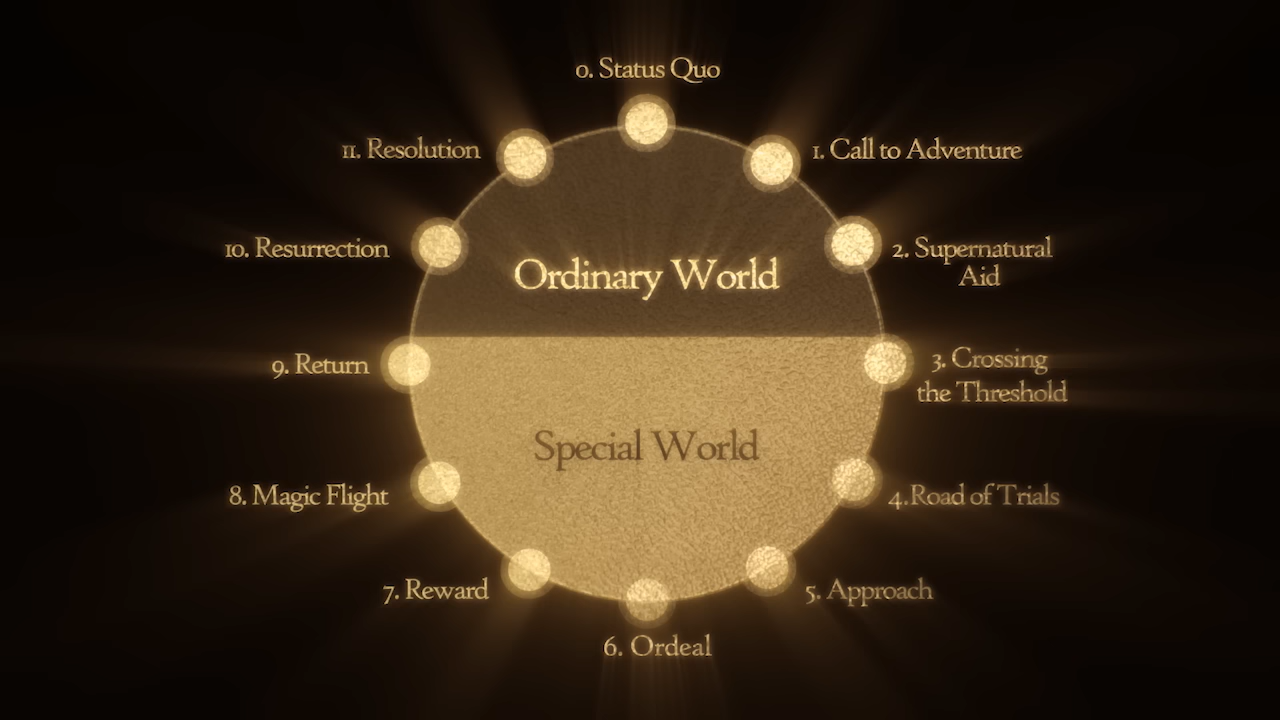 0. Status Quo
1. Call to Adventure
2. Supernatural
Aid
3. Crossing
the Threshold
4.Road of Trials
5. Approach
6. Ordeal
7. Reward
8. Magic Flight
9. Return
10. Resurrection
11. Resolution
Ordinary World
Special World